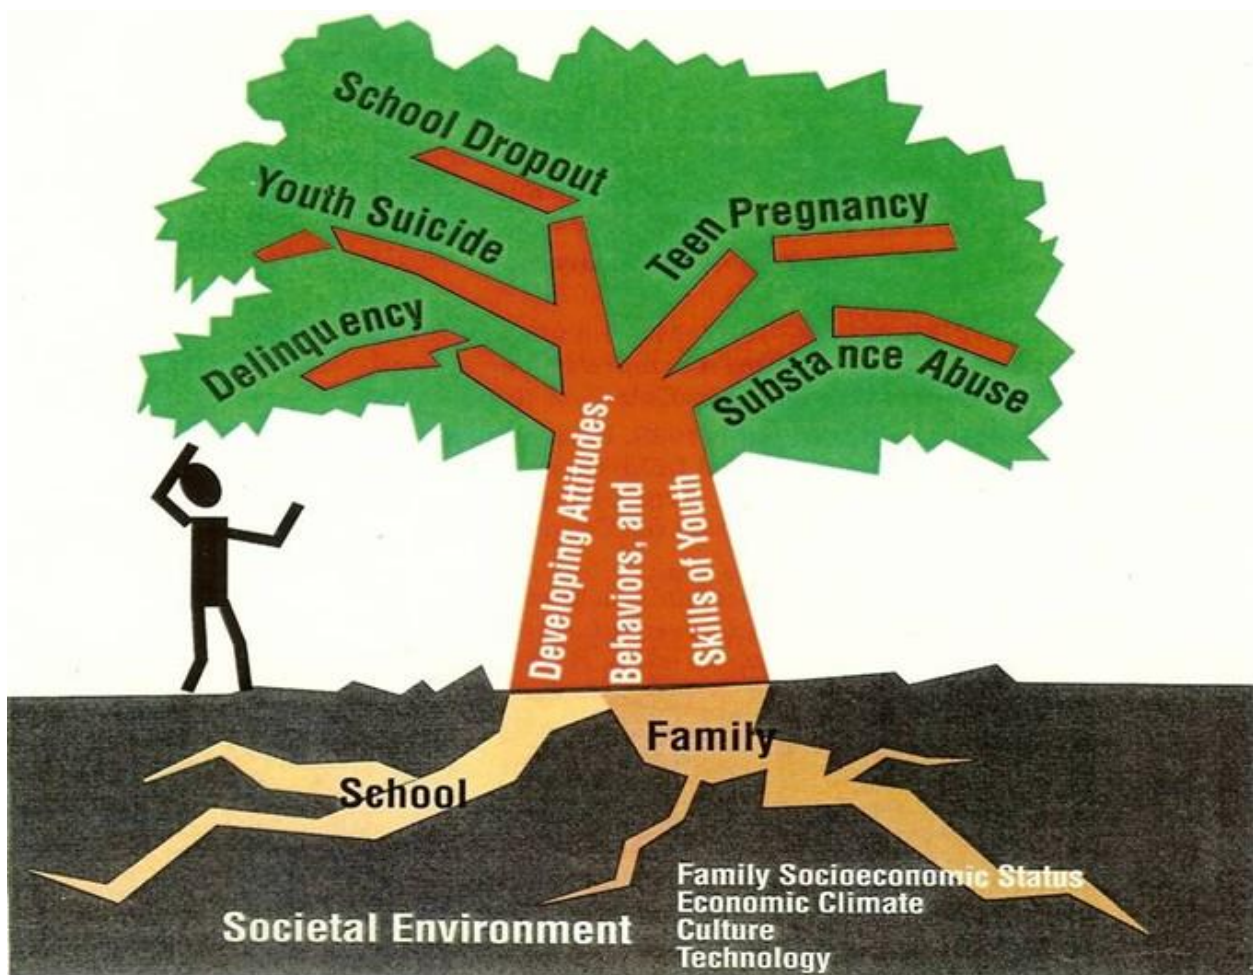 School Dropout
Youth Suicide
Teen Pregnancy
Delinquency
Substance Abuse
Developing Attitudes,
Behaviors, and
Skills of Youth
Family
School
Societal Environment
Family Socioeconomic Status
Economic Climate
Culture
Technology